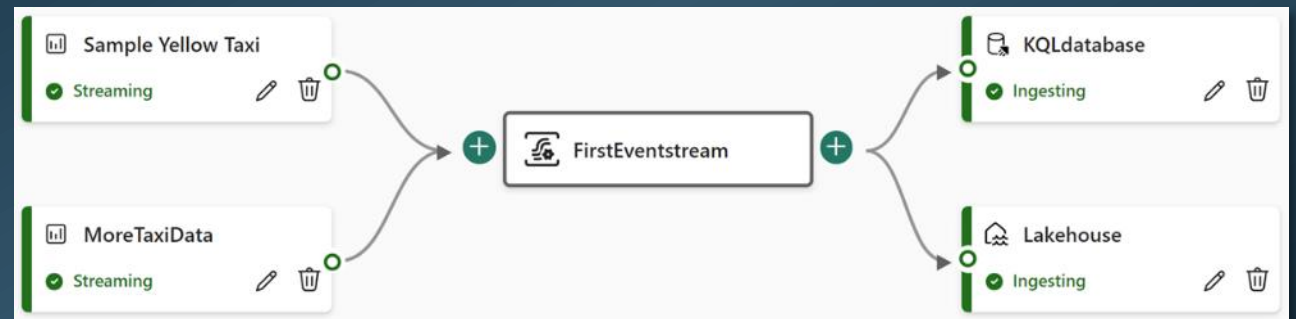 Sample Yellow Taxi
Streaming
MoreTaxiData
Streaming
FirstEventstream
KQLdatabase
Ingesting
Lakehouse
Ingesting